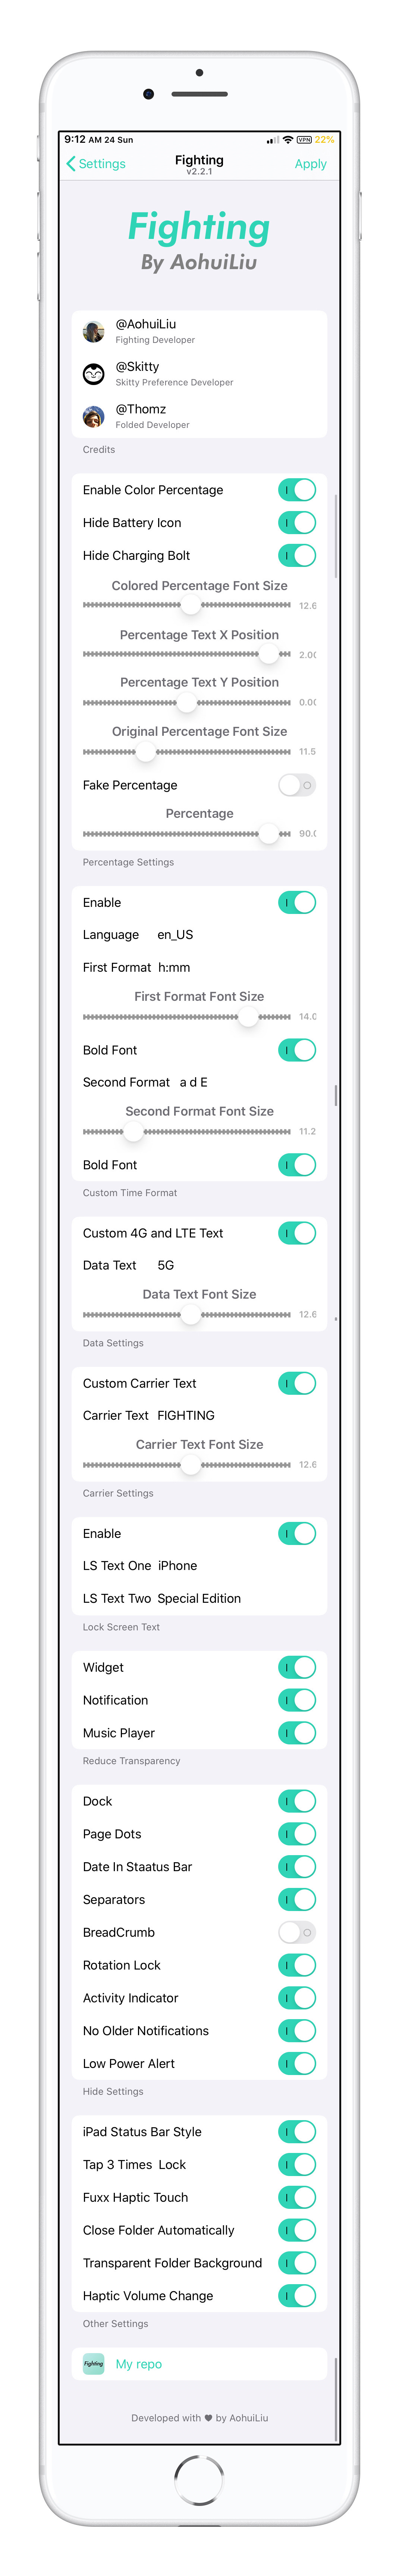 9:12 AM 24 Sun VPN 22%
Settings Fighting Apply
v2.2.1
Fighting
By AohuiLiu
@AohuiLiu
Fighting Developer
@Skitty
Skitty Preference Developer
@Thomz
Folded Developer
Credits
Enable Color Percentage
Hide Battery Icon
Hide Charging Bolt
Colored Percentage Font Size
12.6
Percentage Text X Position
2.00
Percentage Text Y Position
0.00
Original Percentage Font Size
11.5
Fake Percentage
Percentage
90.0
Percentage Settings
Enable
Language en_US
First Format h:mm
First Format Font Size
14.0
Bold Font
Second Format a d E
Second Format Font Size
11.2
Bold Font
Custom Time Format
Custom 4G and LTE Text
Data Text 5G
Data Text Font Size
12.6
Data Settings
Custom Carrier Text
Carrier Text FIGHTING
Carrier Text Font Size
12.6
Carrier Settings
Enable
LS Text One iPhone
LS Text Two Special Edition
Lock Screen Text
Widget
Notification
Music Player
Reduce Transparency
Dock
Page Dots
Date In Staatus Bar
Separators
BreadCrumb
Rotation Lock
Activity Indicator
No Older Notifications
Low Power Alert
Hide Settings
iPad Status Bar Style
Tap 3 Times Lock
Fuxx Haptic Touch
Close Folder Automatically
Transparent Folder Background
Haptic Volume Change
Other Settings
Fighting My repo
Developed with ♥ by AohuiLiu